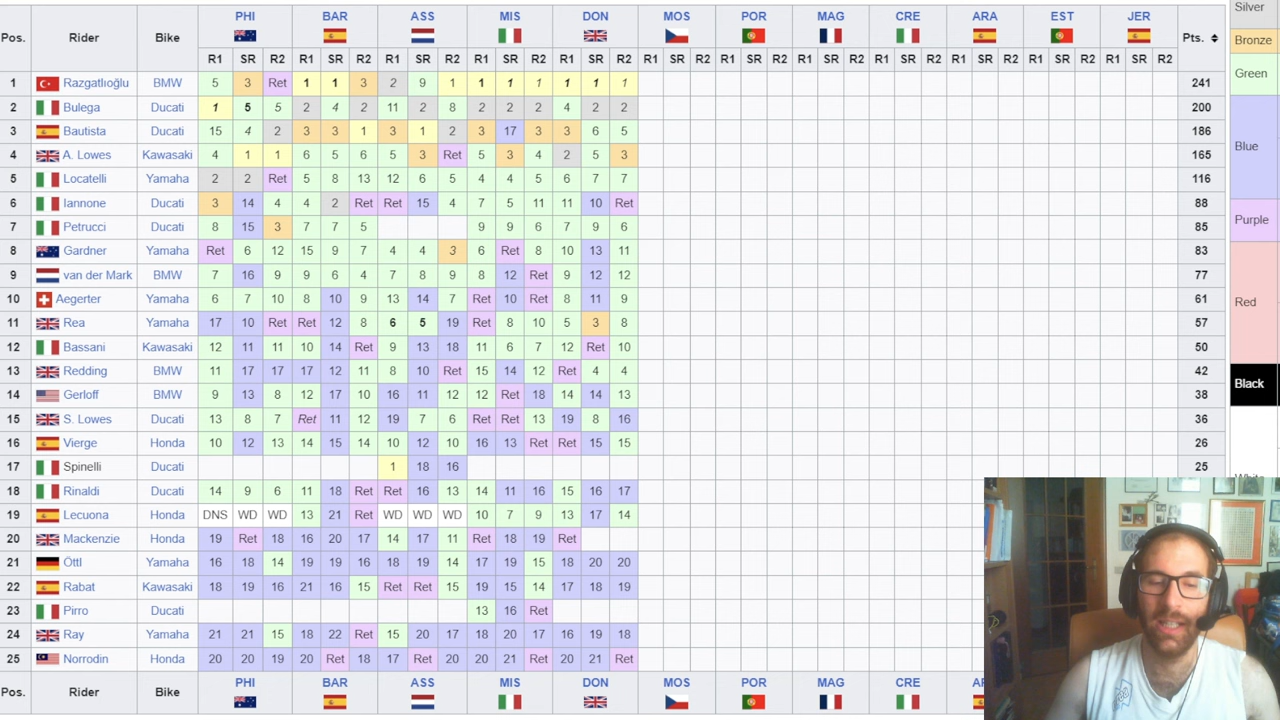 PHI BAR ASS MIS DON MOS POR MAG CRE ARA EST JER
Pos. Rider Bike Pts.
R1 SR R2 R1 SR R2 R1 SR R2 R1 SR R2 R1 SR R2 R1 SR R2 R1 SR R2 R1 SR R2 R1 SR R2 R1 SR R2 R1 SR R2 R1 SR R2
1 Razgatlıoğlu BMW 5 3 Ret 1 1 3 2 9 1 1 1 1 1 1 1 241
2 Bulega Ducati 1 5 5 2 4 2 11 2 8 2 2 2 4 2 2 200
3 Bautista Ducati 15 4 2 3 3 1 3 1 2 3 17 3 3 6 5 186
4 A. Lowes Kawasaki 4 1 1 6 5 6 5 3 Ret 5 3 4 2 5 3 165
5 Locatelli Yamaha 2 2 Ret 5 8 13 12 6 5 4 4 5 6 7 7 116
6 Iannone Ducati 3 14 4 4 2 Ret Ret 15 4 7 5 11 11 10 Ret 88
7 Petrucci Ducati 8 15 3 7 7 5 9 9 6 7 9 6 85
8 Gardner Yamaha Ret 6 12 15 9 7 4 4 3 6 Ret 8 10 13 11 83
9 van der Mark BMW 7 16 9 9 6 4 7 8 9 8 12 Ret 9 12 12 77
10 Aegerter Yamaha 6 7 10 8 10 9 13 14 7 Ret 10 Ret 8 11 9 61
11 Rea Yamaha 17 10 Ret Ret 12 8 6 5 19 Ret 8 10 5 3 8 57
12 Bassani Kawasaki 12 11 11 10 14 Ret 9 13 18 11 6 7 12 Ret 10 50
13 Redding BMW 11 17 17 17 12 11 8 10 Ret 15 14 12 Ret 4 4 42
14 Gerloff BMW 9 13 8 12 17 10 16 11 12 12 Ret 18 14 14 13 38
15 S. Lowes Ducati 13 8 7 Ret 11 12 19 7 6 Ret Ret 13 19 8 16 36
16 Vierge Honda 10 12 13 14 15 14 10 12 10 16 13 Ret Ret 15 15 26
17 Spinelli Ducati 1 18 16 25
18 Rinaldi Ducati 14 9 6 11 18 Ret Ret 16 13 14 11 16 15 16 17
19 Lecuona Honda DNS WD WD 13 21 Ret WD WD WD 10 7 9 13 17 14
20 Mackenzie Honda 19 Ret 18 16 20 17 14 17 11 Ret 18 19 Ret
21 Öttl Yamaha 16 18 14 19 19 16 18 19 14 17 19 15 18 20 20
22 Rabat Kawasaki 18 19 16 21 16 15 Ret Ret 15 19 15 14 17 18 19
23 Pirro Ducati 13 16 Ret
24 Ray Yamaha 21 21 15 18 22 Ret 15 20 17 18 20 17 16 19 18
25 Norrodin Honda 20 20 19 20 Ret 18 17 Ret 20 20 21 Ret 20 21 Ret
Pos. Rider Bike
PHI BAR ASS MIS DON MOS POR MAG CRE
Silver
Bronze
Green
Blue
Purple
Red
Black